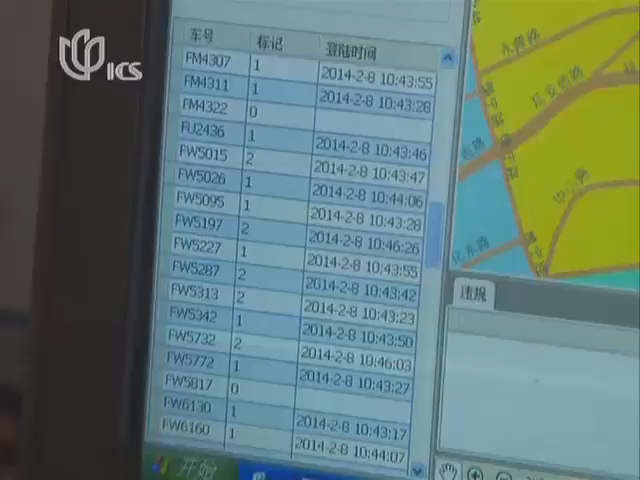 ICS
车号 标记 登陆时间
FM4307 1 2014-2-8 10:43:55
FM4311 1 2014-2-8 10:43:28
FM4322 0
FU2436 1 2014-2-8 10:43:46
FW5015 2 2014-2-8 10:43:47
FW5026 1 2014-2-8 10:44:06
FW5095 1 2014-2-8 10:43:28
FW5197 2 2014-2-8 10:46:26
FW5227 1 2014-2-8 10:43:55
FW5287 2 2014-2-8 10:43:42
FW5313 2 2014-2-8 10:43:23
FW5342 1 2014-2-8 10:43:50
FW5732 2 2014-2-8 10:46:03
FW5772 1 2014-2-8 10:43:27
FW5817 0
FW6130 1 2014-2-8 10:43:17
FW6160 1 2014-2-8 10:44:07
违规
开始